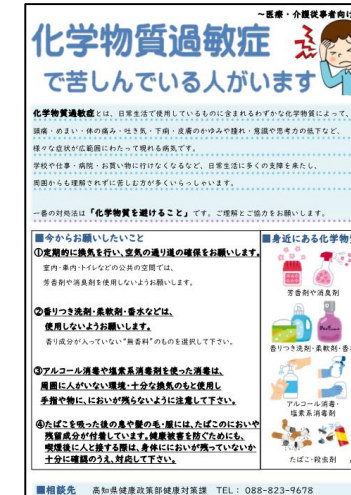 ～医療・介護従事者向け
化学物質過敏症
で苦しんでいる人がいます
化学物質過敏症とは、日常生活で使用しているものに含まれるわずかな化学物質によって、
頭痛・めまい・体の痛み・吐き気・下痢・皮膚のかゆみや腫れ・意識や思考力の低下など、
様々な症状が広範囲にわたって現れる病気です。
学校や仕事・病院・お買い物に行けなくなるなど、日常生活に多くの支障を来たし、
周囲からも理解されずに苦しむ方が多くいらっしゃいます。
一番の対処法は「化学物質を避けること」です。ご理解とご協力をお願いします。
■今からお願いしたいこと
①定期的に換気を行い、空気の通り道の確保をお願いします。
室内・車内・トイレなどの公共の空間では、
芳香剤や消臭剤を使用しないようお願いします。
②香りつき洗剤・柔軟剤・香水などは、
使用しないようお願いします。
香り成分が入っていない“無香料”のものを選択して下さい。
③アルコール消毒や塩素系消毒剤を使った消毒は、
周囲に人がいない環境・十分な換気のもと使用し
手指や物に、においが残らないように注意して下さい。
④たばこを吸った後の息や髪の毛・服には、たばこのにおいや
残留成分が付着しています。健康被害を防ぐためにも、
喫煙後に人と接する際は、身体ににおいが残っていないか
十分に確認のうえ、対応して下さい。
■身近にある化学物
芳香剤や消臭剤
香りつき洗剤・柔軟剤・香
アルコール消毒・
塩素系消毒剤
たばこ・殺虫剤
■相談先 高知県健康政策部健康対策課 TEL： 088-823-9678